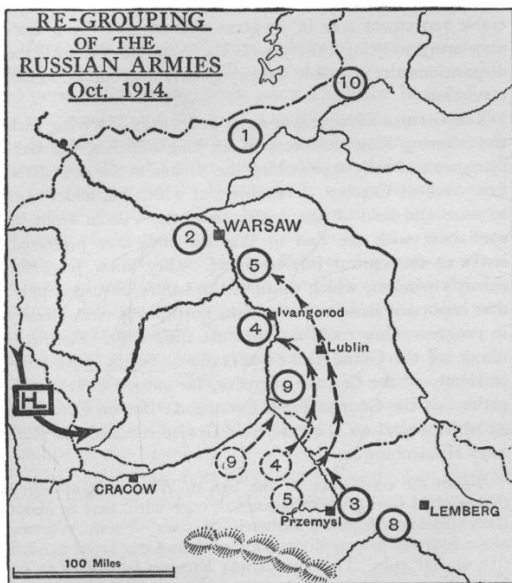 RE-GROUPING
OF THE
RUSSIAN ARMIES
Oct. 1914.
10
1
2
WARSAW
5
Ivangorod
4
Lublin
9
HL
9
4
CRACOW
5
3
LEMBERG
Przemysl
8
100 Miles